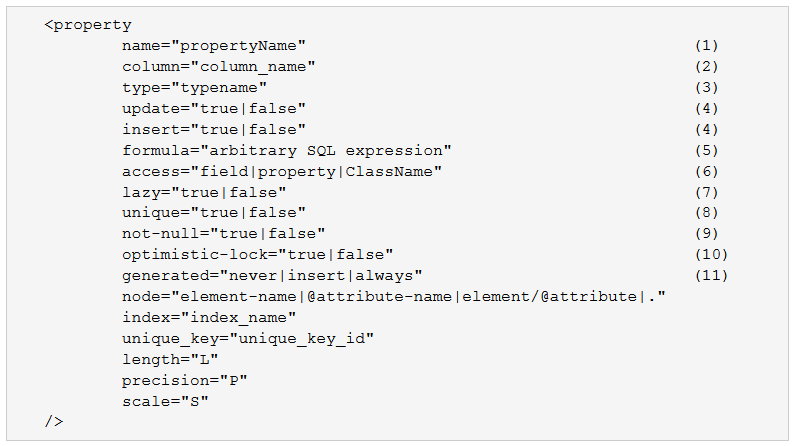 <property
name="propertyName" (1)
column="column_name" (2)
type="typename" (3)
update="true|false" (4)
insert="true|false" (4)
formula="arbitrary SQL expression" (5)
access="field|property|ClassName" (6)
lazy="true|false" (7)
unique="true|false" (8)
not-null="true|false" (9)
optimistic-lock="true|false" (10)
generated="never|insert|always" (11)
node="element-name|@attribute-name|element/@attribute|."
index="index_name"
unique_key="unique_key_id"
length="L"
precision="P"
scale="S"
/>